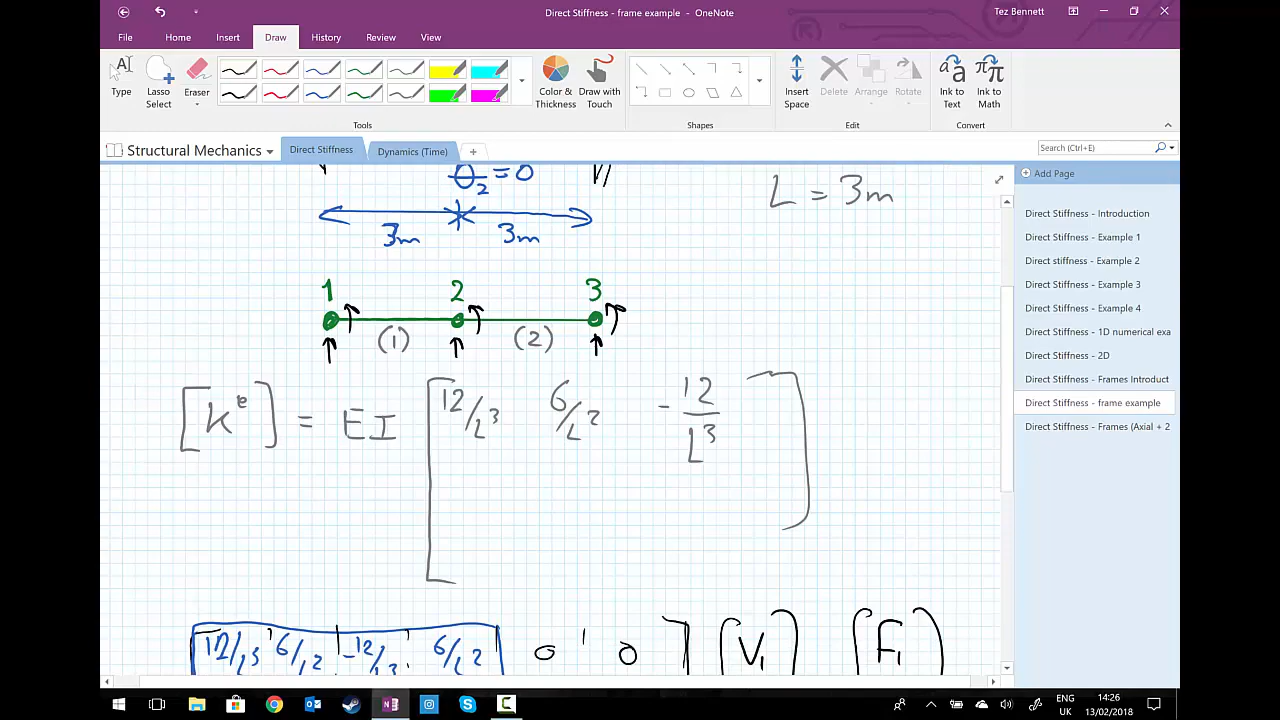 Direct Stiffness - frame example - OneNote
Tez Bennett
File Home Insert Draw History Review View
Type
Lasso Select
Eraser
Color & Thickness
Draw with Touch
Insert Space
Delete
Arrange
Rotate
Ink to Text
Ink to Math
Tools
Shapes
Edit
Convert
Structural Mechanics
Direct Stiffness
Dynamics (Time)
Search (Ctrl+E)
Add Page
Direct Stiffness - Introduction
Direct Stiffness - Example 1
Direct stiffness - Example 2
Direct Stiffness - Example 3
Direct Stiffness - Example 4
Direct Stiffness - 1D numerical exa
Direct Stiffness - 2D
Direct Stiffness - Frames Introduct
Direct Stiffness - frame example
Direct Stiffness - Frames (Axial + 2
θ2 = 0
L = 3m
3m 3m
1 2 3
(1) (2)
[K^e] = EI [ 12/L³ 6/L² -12/L³ ]
12/L³ 6/L² -12/L³ 6/L² 0 0 ] [ V₁ ] [ F₁ ]
ENG
14:26
UK
13/02/2018